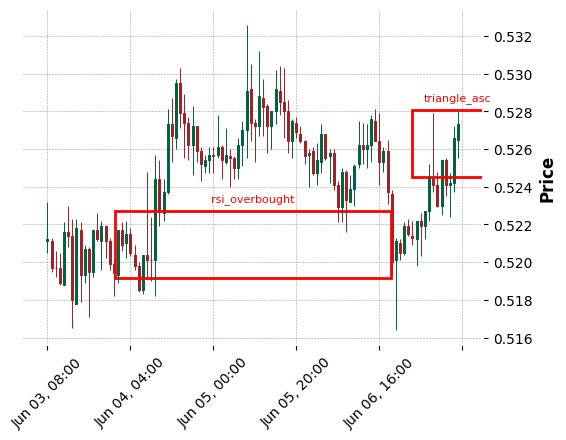 0.532
0.530
triangle_asc
0.528
0.526
0.524
Price
rsi_overbought
0.522
0.520
0.518
0.516
Jun 03, 08:00
Jun 04, 04:00
Jun 05, 00:00
Jun 05, 20:00
Jun 06, 16:00